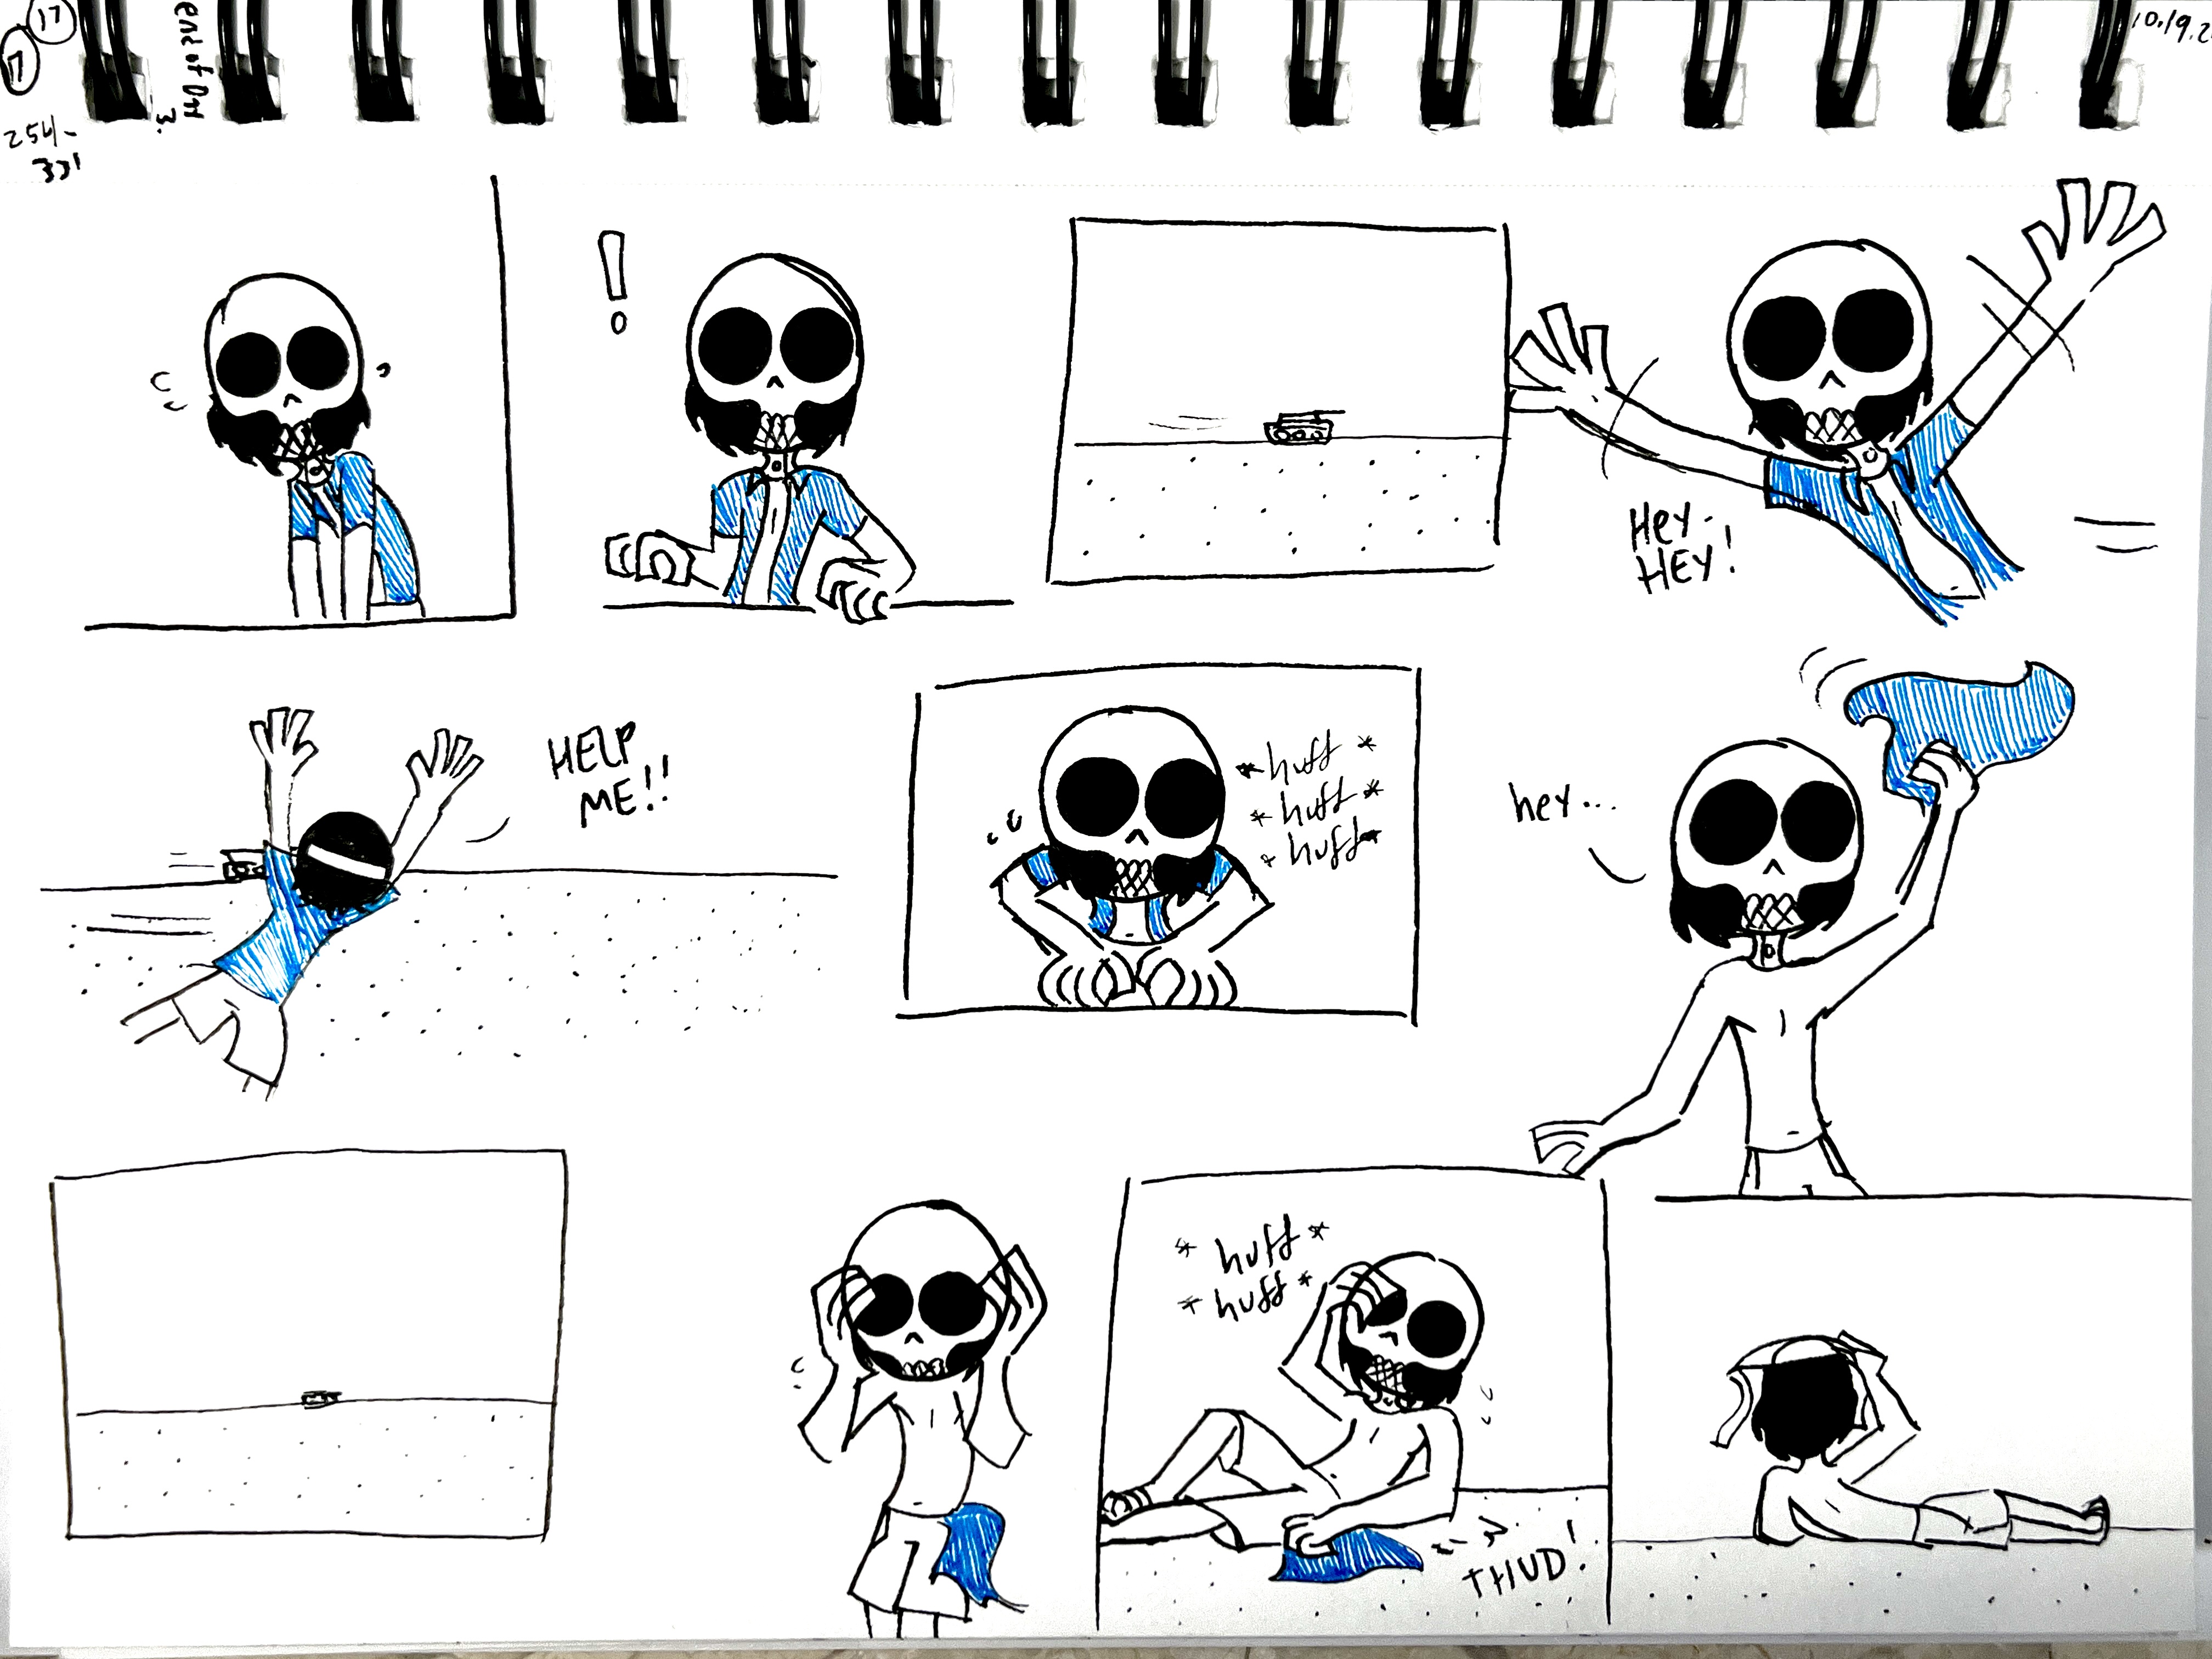 17
17
end of Day
3.
254-
331
10.19.2
!
HEY-
HEY!
HELP
ME!!
*huff*
*huff*
*huff*
hey...
*huff*
*huff*
THUD!